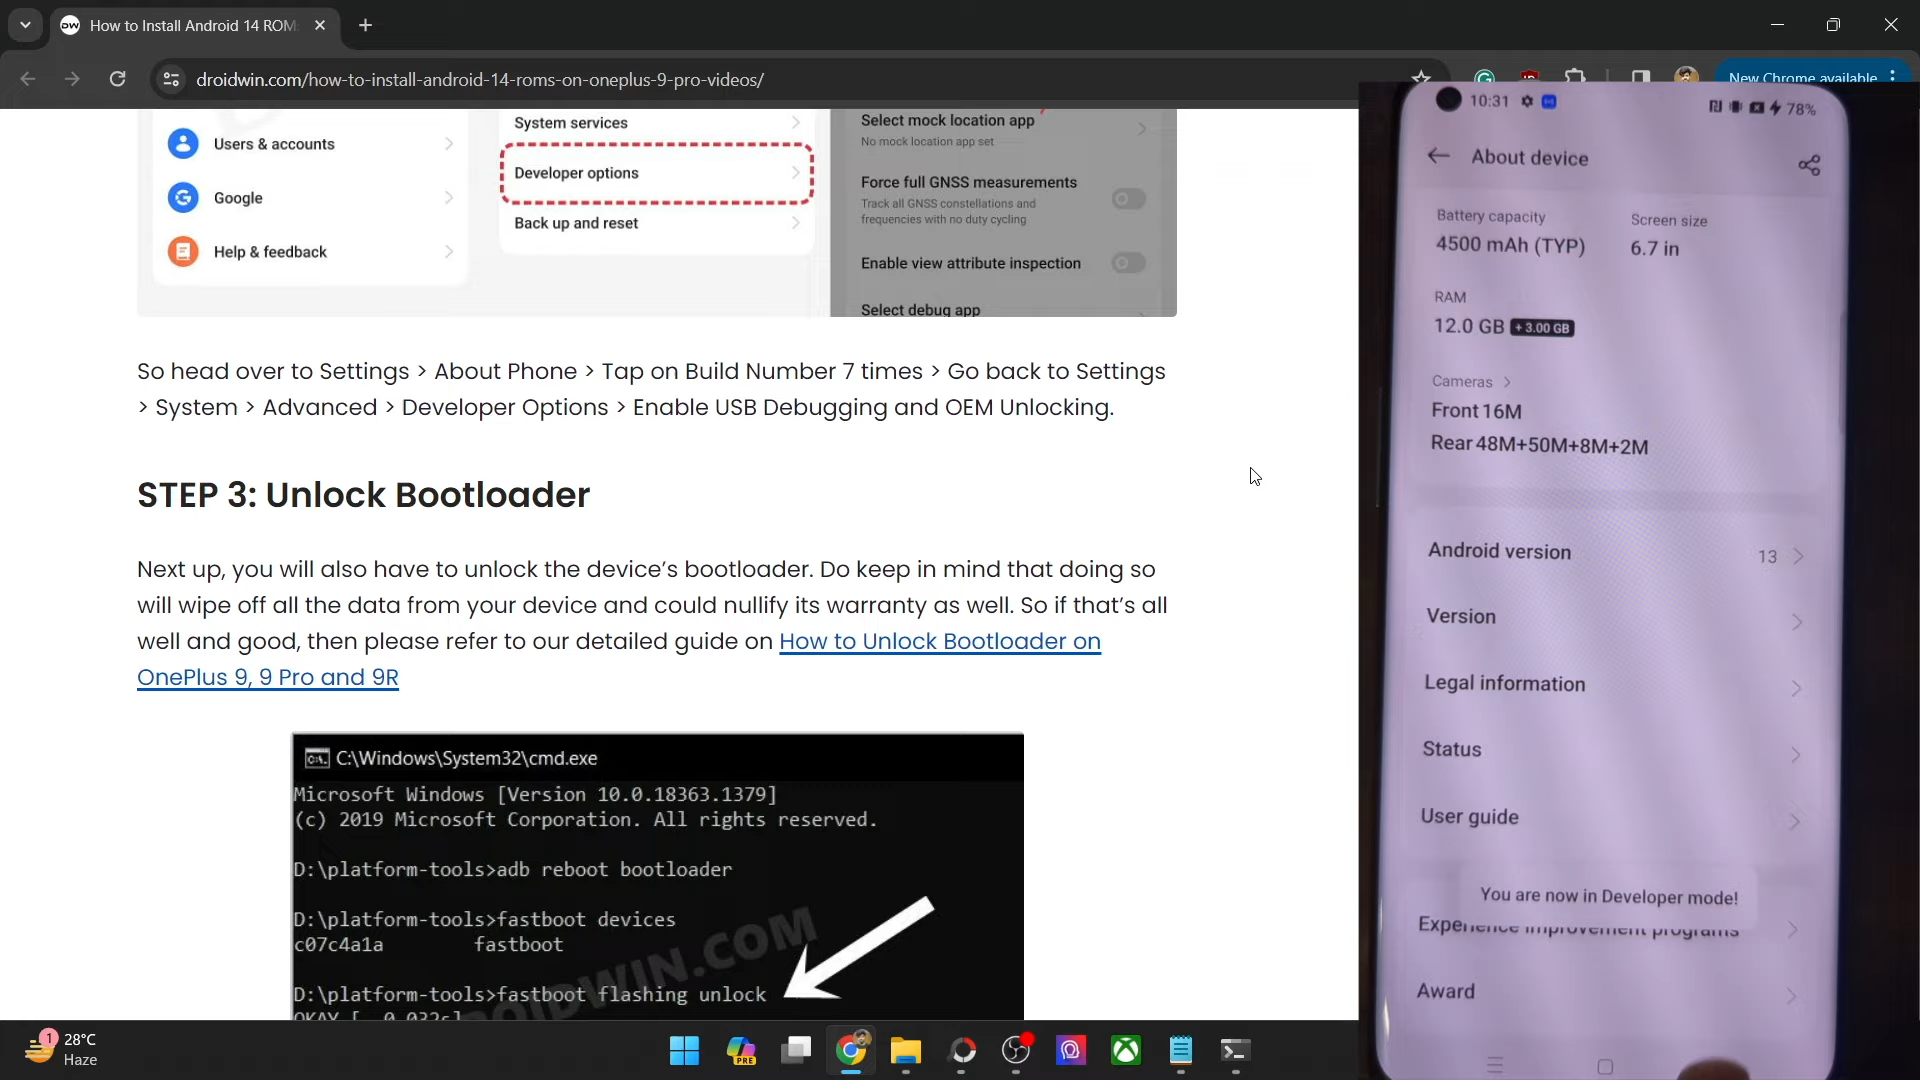 How to Install Android 14 ROM
droidwin.com/how-to-install-android-14-roms-on-oneplus-9-pro-videos/
New Chrome available
Users & accounts
Google
Help & feedback
System services
Developer options
Back up and reset
Select mock location app
No mock location app set
Force full GNSS measurements
Track all GNSS constellations and
frequencies with no duty cycling
Enable view attribute inspection
Select debug app
So head over to Settings > About Phone > Tap on Build Number 7 times > Go back to Settings
> System > Advanced > Developer Options > Enable USB Debugging and OEM Unlocking.
STEP 3: Unlock Bootloader
Next up, you will also have to unlock the device’s bootloader. Do keep in mind that doing so
will wipe off all the data from your device and could nullify its warranty as well. So if that’s all
well and good, then please refer to our detailed guide on How to Unlock Bootloader on
OnePlus 9, 9 Pro and 9R
C:\Windows\System32\cmd.exe
Microsoft Windows [Version 10.0.18363.1379]
(c) 2019 Microsoft Corporation. All rights reserved.
D:\platform-tools>adb reboot bootloader
D:\platform-tools>fastboot devices
c07c4a1a fastboot
D:\platform-tools>fastboot flashing unlock
OKAY [ 0.032s]
DROIDWIN.COM
10:31
78%
About device
Battery capacity
4500 mAh (TYP)
Screen size
6.7 in
RAM
12.0 GB + 3.00 GB
Cameras >
Front 16M
Rear 48M+50M+8M+2M
Android version 13
Version
Legal information
Status
User guide
You are now in Developer mode!
Experience improvement programs
Award
1
28°C
Haze
PRE